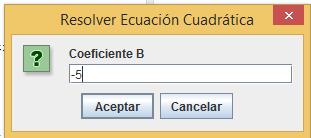 Resolver Ecuación Cuadrática
Coeficiente B
-5
Aceptar Cancelar